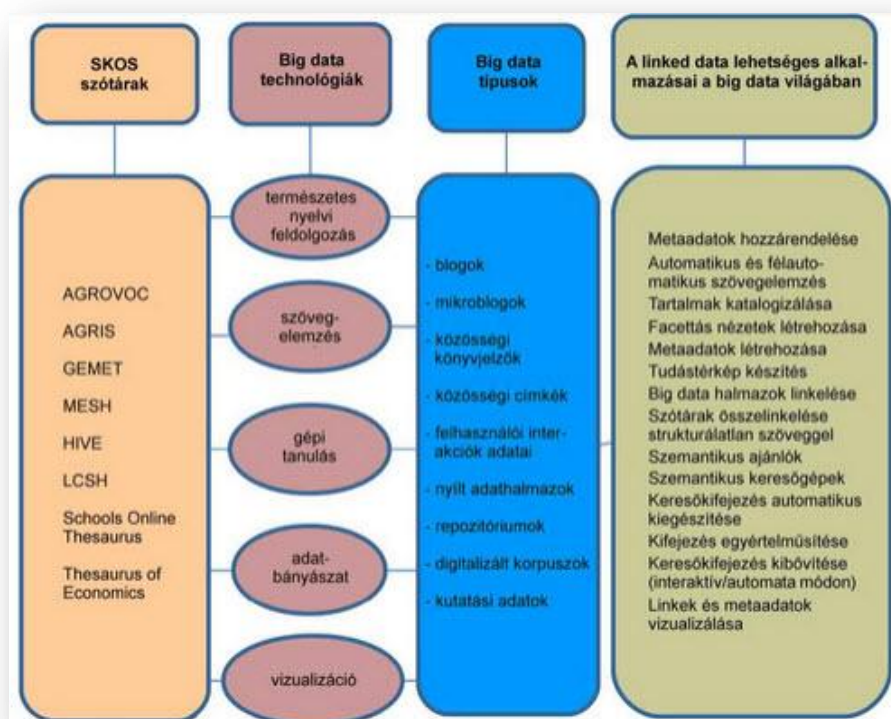 SKOS
szótárak
Big data
technológiák
Big data
típusok
A linked data lehetséges alkal-
mazásai a big data világában
AGROVOC
AGRIS
GEMET
MESH
HIVE
LCSH
Schools Online
Thesaurus
Thesaurus of
Economics
természetes
nyelvi
feldolgozás
szöveg-
elemzés
gépi
tanulás
adat-
bányászat
vizualizáció
- blogok
- mikroblogok
- közösségi
könyvjelzők
- közösségi címkék
- felhasználói inter-
akciók adatai
- nyílt adathalmazok
- repozitóriumok
- digitalizált korpuszok
- kutatási adatok
Metaadatok hozzárendelése
Automatikus és félauto-
matikus szövegelemzés
Tartalmak katalogizálása
Facettás nézetek létrehozása
Metaadatok létrehozása
Tudástérkép készítés
Big data halmazok linkelése
Szótárak összelinkelése
strukturálatlan szöveggel
Szemantikus ajánlók
Szemantikus keresőgépek
Keresőkifejezés automatikus
kiegészítése
Kifejezés egyértelműsítése
Keresőkifejezés kibővítése
(interaktív/automata módon)
Linkek és metaadatok
vizualizálása